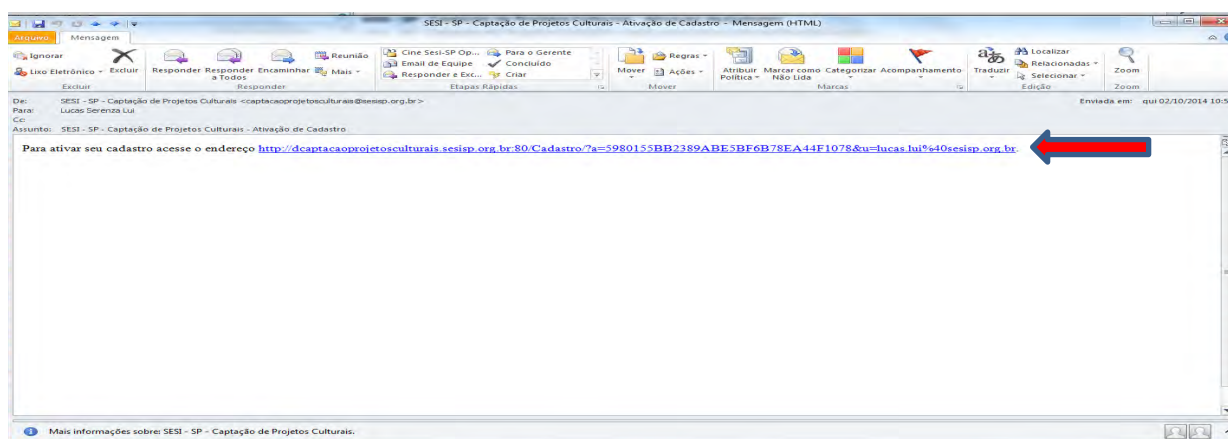 SESI - SP - Captação de Projetos Culturais - Ativação de Cadastro - Mensagem (HTML)
Arquivo Mensagem
Ignorar
Lixo Eletrônico
Excluir
Responder
Responder a Todos
Encaminhar
Reunião
Mais
Cine Sesi-SP Op...
Para o Gerente
Email de Equipe
Concluído
Responder e Exc...
Criar
Mover
Regras
Ações
Atribuir Política
Marcar como Não Lida
Categorizar
Acompanhamento
Traduzir
Localizar
Relacionadas
Selecionar
Zoom
Excluir Responder Etapas Rápidas Mover Marcas Edição Zoom
De: SESI - SP - Captação de Projetos Culturais <captacaoprojetosculturais@sesisp.org.br>
Enviada em: qui 02/10/2014
Para: Lucas Serenza Lui
Cc:
Assunto: SESI - SP - Captação de Projetos Culturais - Ativação de Cadastro
Para ativar seu cadastro acesse o endereço http://dcaptacaoprojetosculturais.sesisp.org.br:80/Cadastro/?a=5980155BB2389ABE5BF6B78EA44F1078&u=lucas.lui%40sesisp.org.br.
Mais informações sobre: SESI - SP - Captação de Projetos Culturais.